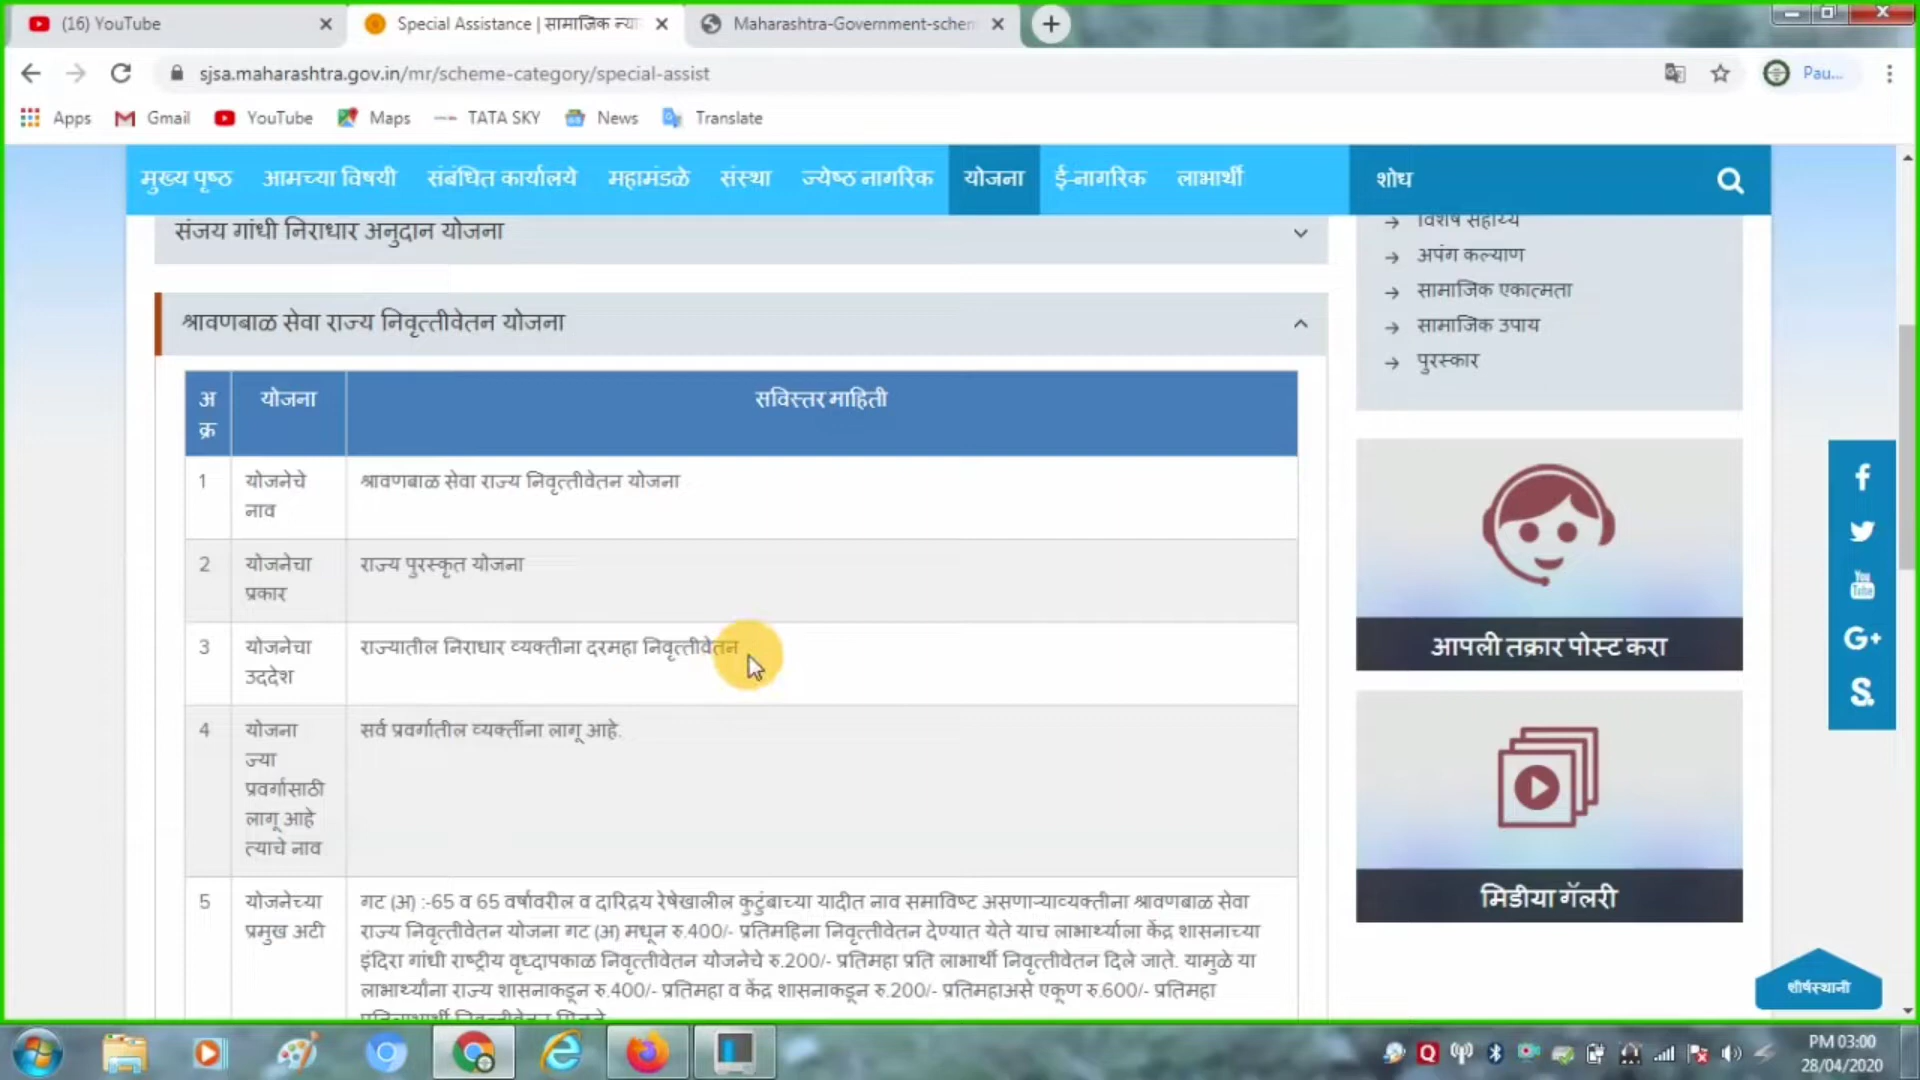 (16) YouTube
Special Assistance | सामाजिक न्या
Maharashtra-Government-schem
sjsa.maharashtra.gov.in/mr/scheme-category/special-assist
Pau...
Apps
Gmail
YouTube
Maps
TATA SKY
News
Translate
मुख्य पृष्ठ
आमच्या विषयी
संबंधित कार्यालये
महामंडळे
संस्था
ज्येष्ठ नागरिक
योजना
ई-नागरिक
लाभार्थी
शोध
संजय गांधी निराधार अनुदान योजना
श्रावणबाळ सेवा राज्य निवृत्तीवेतन योजना
अ
क्र
योजना
सविस्तर माहिती
1
योजनेचे
नाव
श्रावणबाळ सेवा राज्य निवृत्तीवेतन योजना
2
योजनेचा
प्रकार
राज्य पुरस्कृत योजना
3
योजनेचा
उददेश
राज्यातील निराधार व्यक्तीना दरमहा निवृत्तीवेतन
4
योजना
ज्या
प्रवर्गासाठी
लागू आहे
त्याचे नाव
सर्व प्रवर्गातील व्यक्तींना लागू आहे.
5
योजनेच्या
प्रमुख अटी
गट (अ) :-65 व 65 वर्षावरील व दारिद्रय रेषेखालील कुटुंबाच्या यादीत नाव समाविष्ट असणाऱ्याव्यक्तीना श्रावणबाळ सेवा
राज्य निवृत्तीवेतन योजना गट (अ) मधून रु.400/- प्रतिमहिना निवृत्तीवेतन देण्यात येते याच लाभार्थ्याला केंद्र शासनाच्या
इंदिरा गांधी राष्ट्रीय वृध्दापकाळ निवृत्तीवेतन योजनेचे रु.200/- प्रतिमहा प्रति लाभार्थी निवृत्तीवेतन दिले जाते. यामुळे या
लाभार्थ्यांना राज्य शासनाकडून रु.400/- प्रतिमहा व केंद्र शासनाकडून रु.200/- प्रतिमहाअसे एकूण रु.600/- प्रतिमहा
विशेष सहाय्य
अपंग कल्याण
सामाजिक एकात्मता
सामाजिक उपाय
पुरस्कार
आपली तक्रार पोस्ट करा
मिडीया गॅलरी
शीर्षस्थानी
PM 03:00
28/04/2020